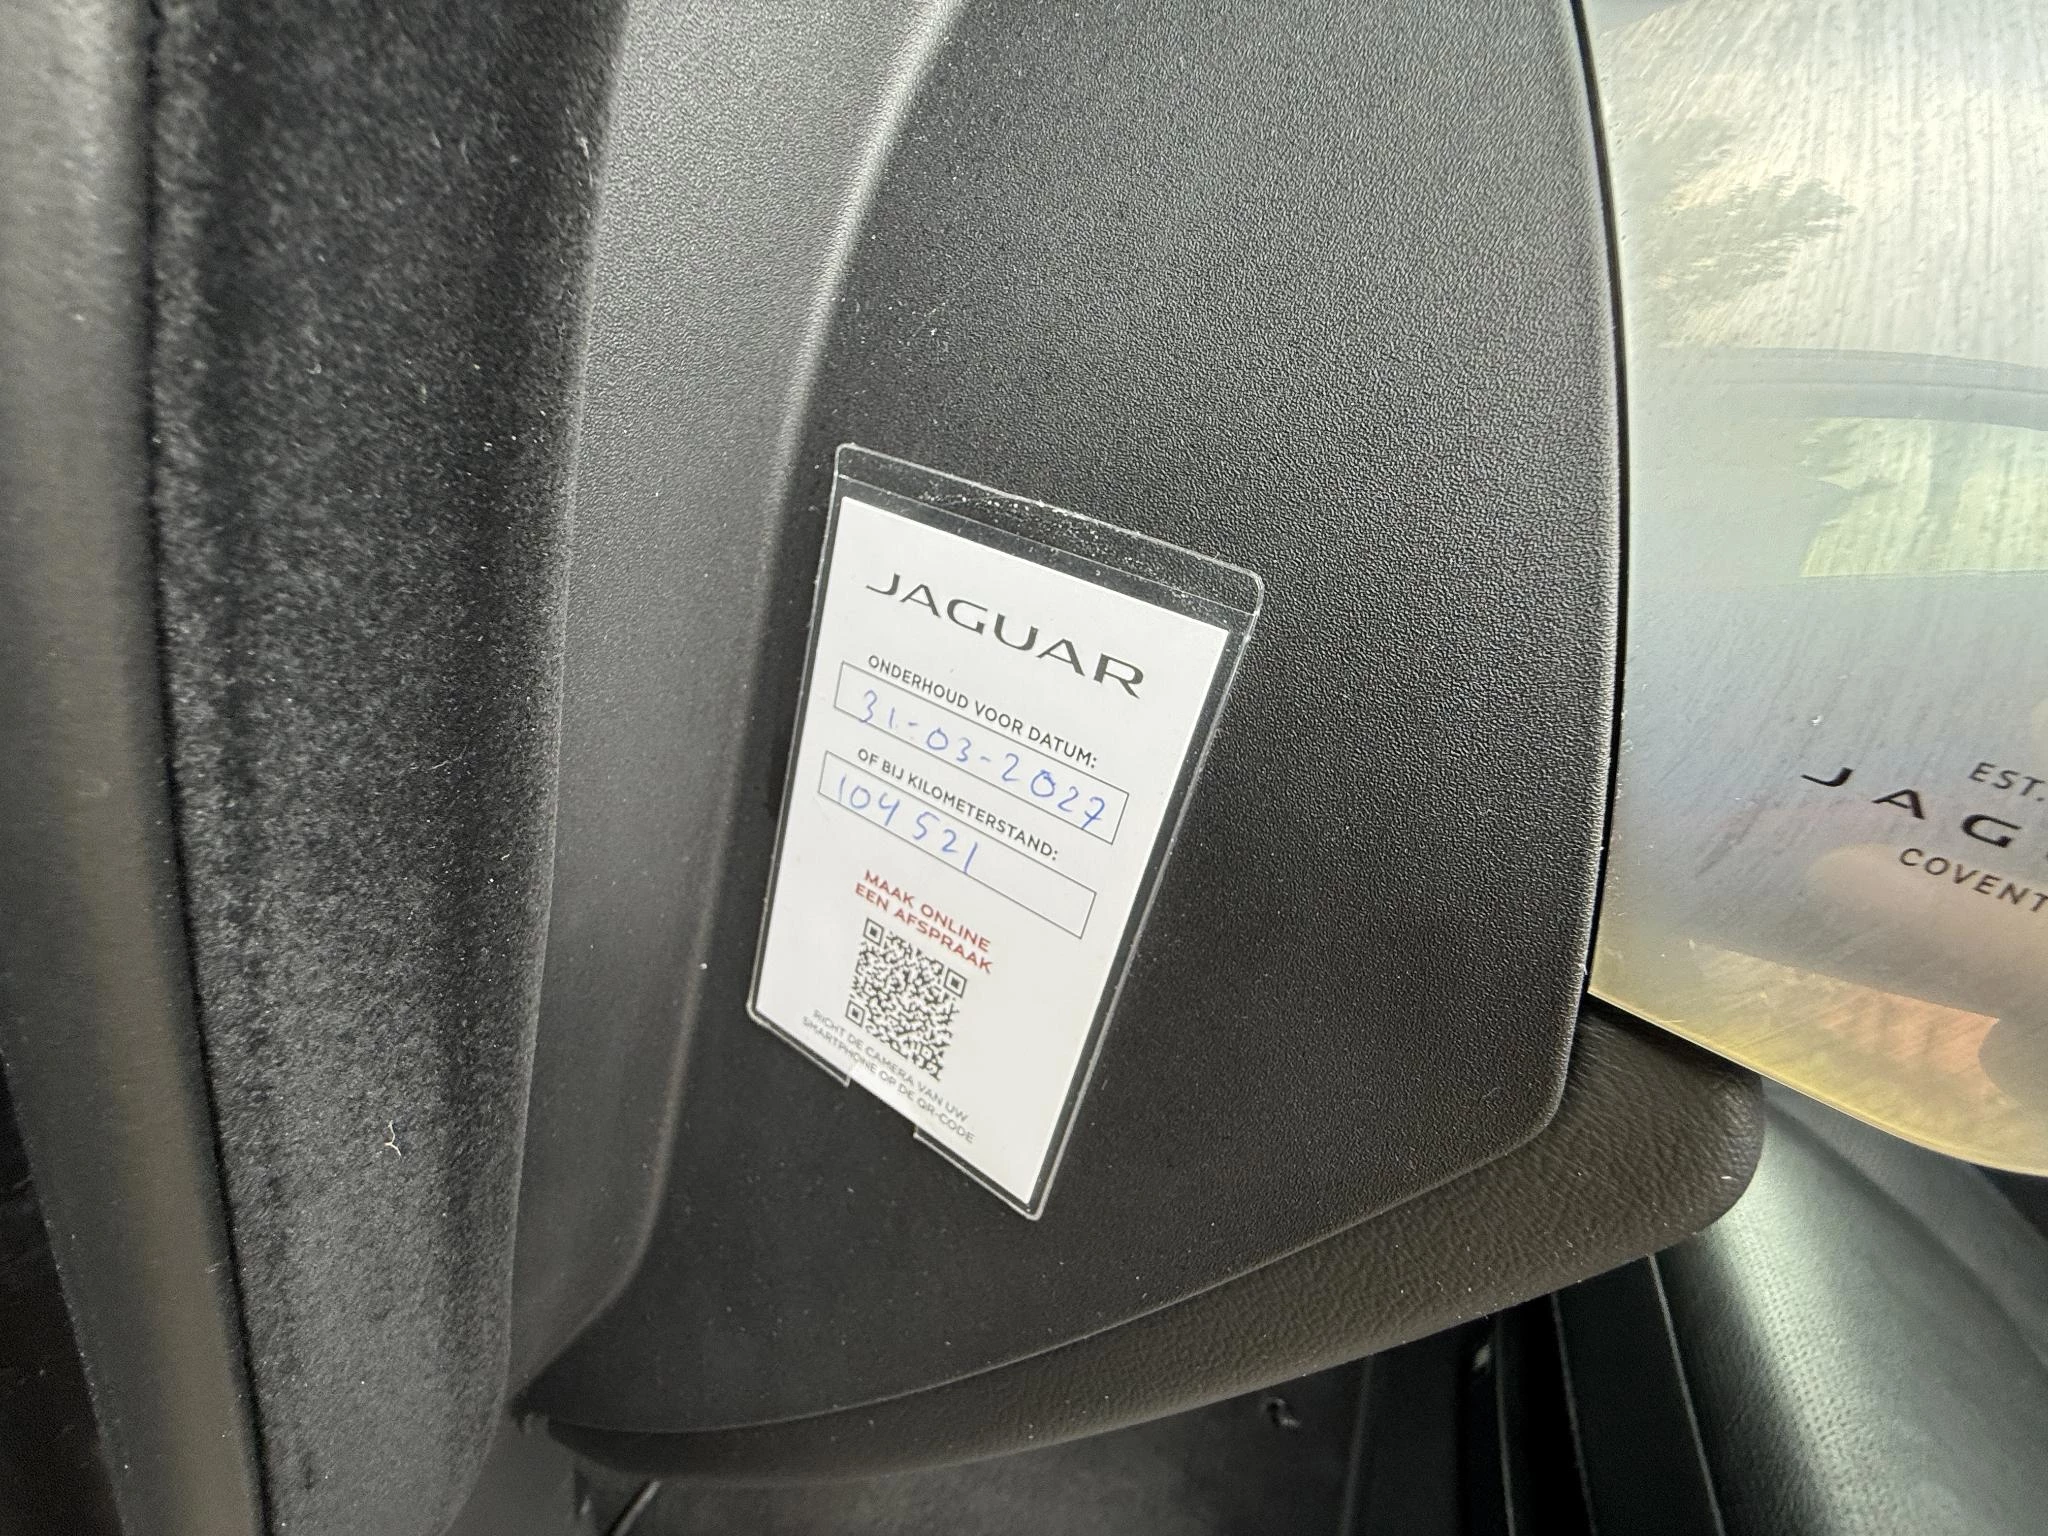 JAGUAR
ONDERHOUD VOOR DATUM:
31-03-2027
OF BIJ KILOMETERSTAND:
104 521
MAAK ONLINE
EEN AFSPRAAK
RICHT DE CAMERA VAN UW
SMARTPHONE OP DE QR-CODE
EST.
JAG
COVENT